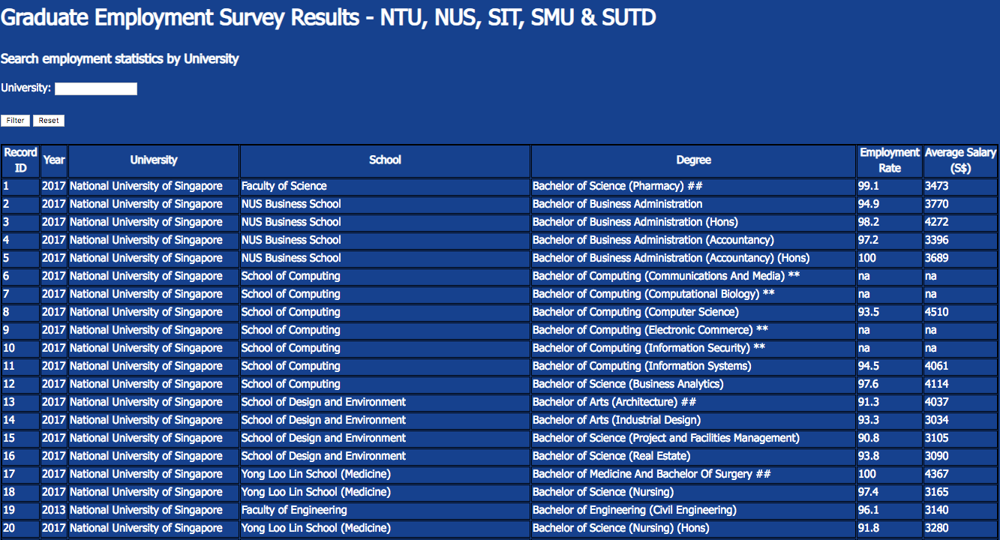 Graduate Employment Survey Results - NTU, NUS, SIT, SMU & SUTD
Search employment statistics by University
University:
Filter Reset
Record ID Year University School Degree Employment Rate Average Salary (S$)
1 2017 National University of Singapore Faculty of Science Bachelor of Science (Pharmacy) ## 99.1 3473
2 2017 National University of Singapore NUS Business School Bachelor of Business Administration 94.9 3770
3 2017 National University of Singapore NUS Business School Bachelor of Business Administration (Hons) 98.2 4272
4 2017 National University of Singapore NUS Business School Bachelor of Business Administration (Accountancy) 97.2 3396
5 2017 National University of Singapore NUS Business School Bachelor of Business Administration (Accountancy) (Hons) 100 3689
6 2017 National University of Singapore School of Computing Bachelor of Computing (Communications And Media) ** na na
7 2017 National University of Singapore School of Computing Bachelor of Computing (Computational Biology) ** na na
8 2017 National University of Singapore School of Computing Bachelor of Computing (Computer Science) 93.5 4510
9 2017 National University of Singapore School of Computing Bachelor of Computing (Electronic Commerce) ** na na
10 2017 National University of Singapore School of Computing Bachelor of Computing (Information Security) ** na na
11 2017 National University of Singapore School of Computing Bachelor of Computing (Information Systems) 94.5 4061
12 2017 National University of Singapore School of Computing Bachelor of Science (Business Analytics) 97.6 4114
13 2017 National University of Singapore School of Design and Environment Bachelor of Arts (Architecture) ## 91.3 4037
14 2017 National University of Singapore School of Design and Environment Bachelor of Arts (Industrial Design) 93.3 3034
15 2017 National University of Singapore School of Design and Environment Bachelor of Science (Project and Facilities Management) 90.8 3105
16 2017 National University of Singapore School of Design and Environment Bachelor of Science (Real Estate) 93.8 3090
17 2017 National University of Singapore Yong Loo Lin School (Medicine) Bachelor of Medicine And Bachelor Of Surgery ## 100 4367
18 2017 National University of Singapore Yong Loo Lin School (Medicine) Bachelor of Science (Nursing) 97.4 3165
19 2013 National University of Singapore Faculty of Engineering Bachelor of Engineering (Civil Engineering) 96.1 3140
20 2017 National University of Singapore Yong Loo Lin School (Medicine) Bachelor of Science (Nursing) (Hons) 91.8 3280